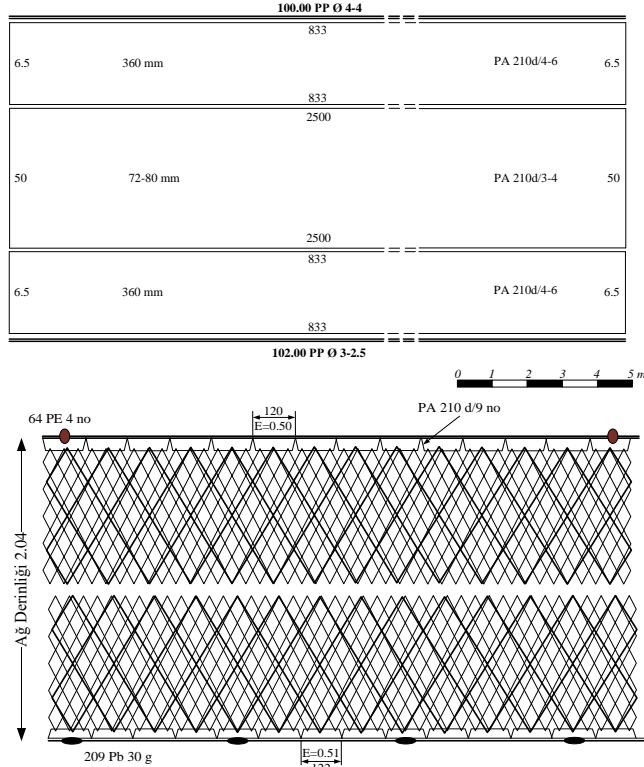 100.00 PP Ø 4-4
833
6.5 360 mm PA 210d/4-6 6.5
833
2500
50 72-80 mm PA 210d/3-4 50
2500
833
6.5 360 mm PA 210d/4-6 6.5
833
102.00 PP Ø 3-2.5
0 1 2 3 4 5 m
64 PE 4 no
120
E=0.50
PA 210 d/9 no
Ağ Derinliği 2.04
209 Pb 30 g
E=0.51
122